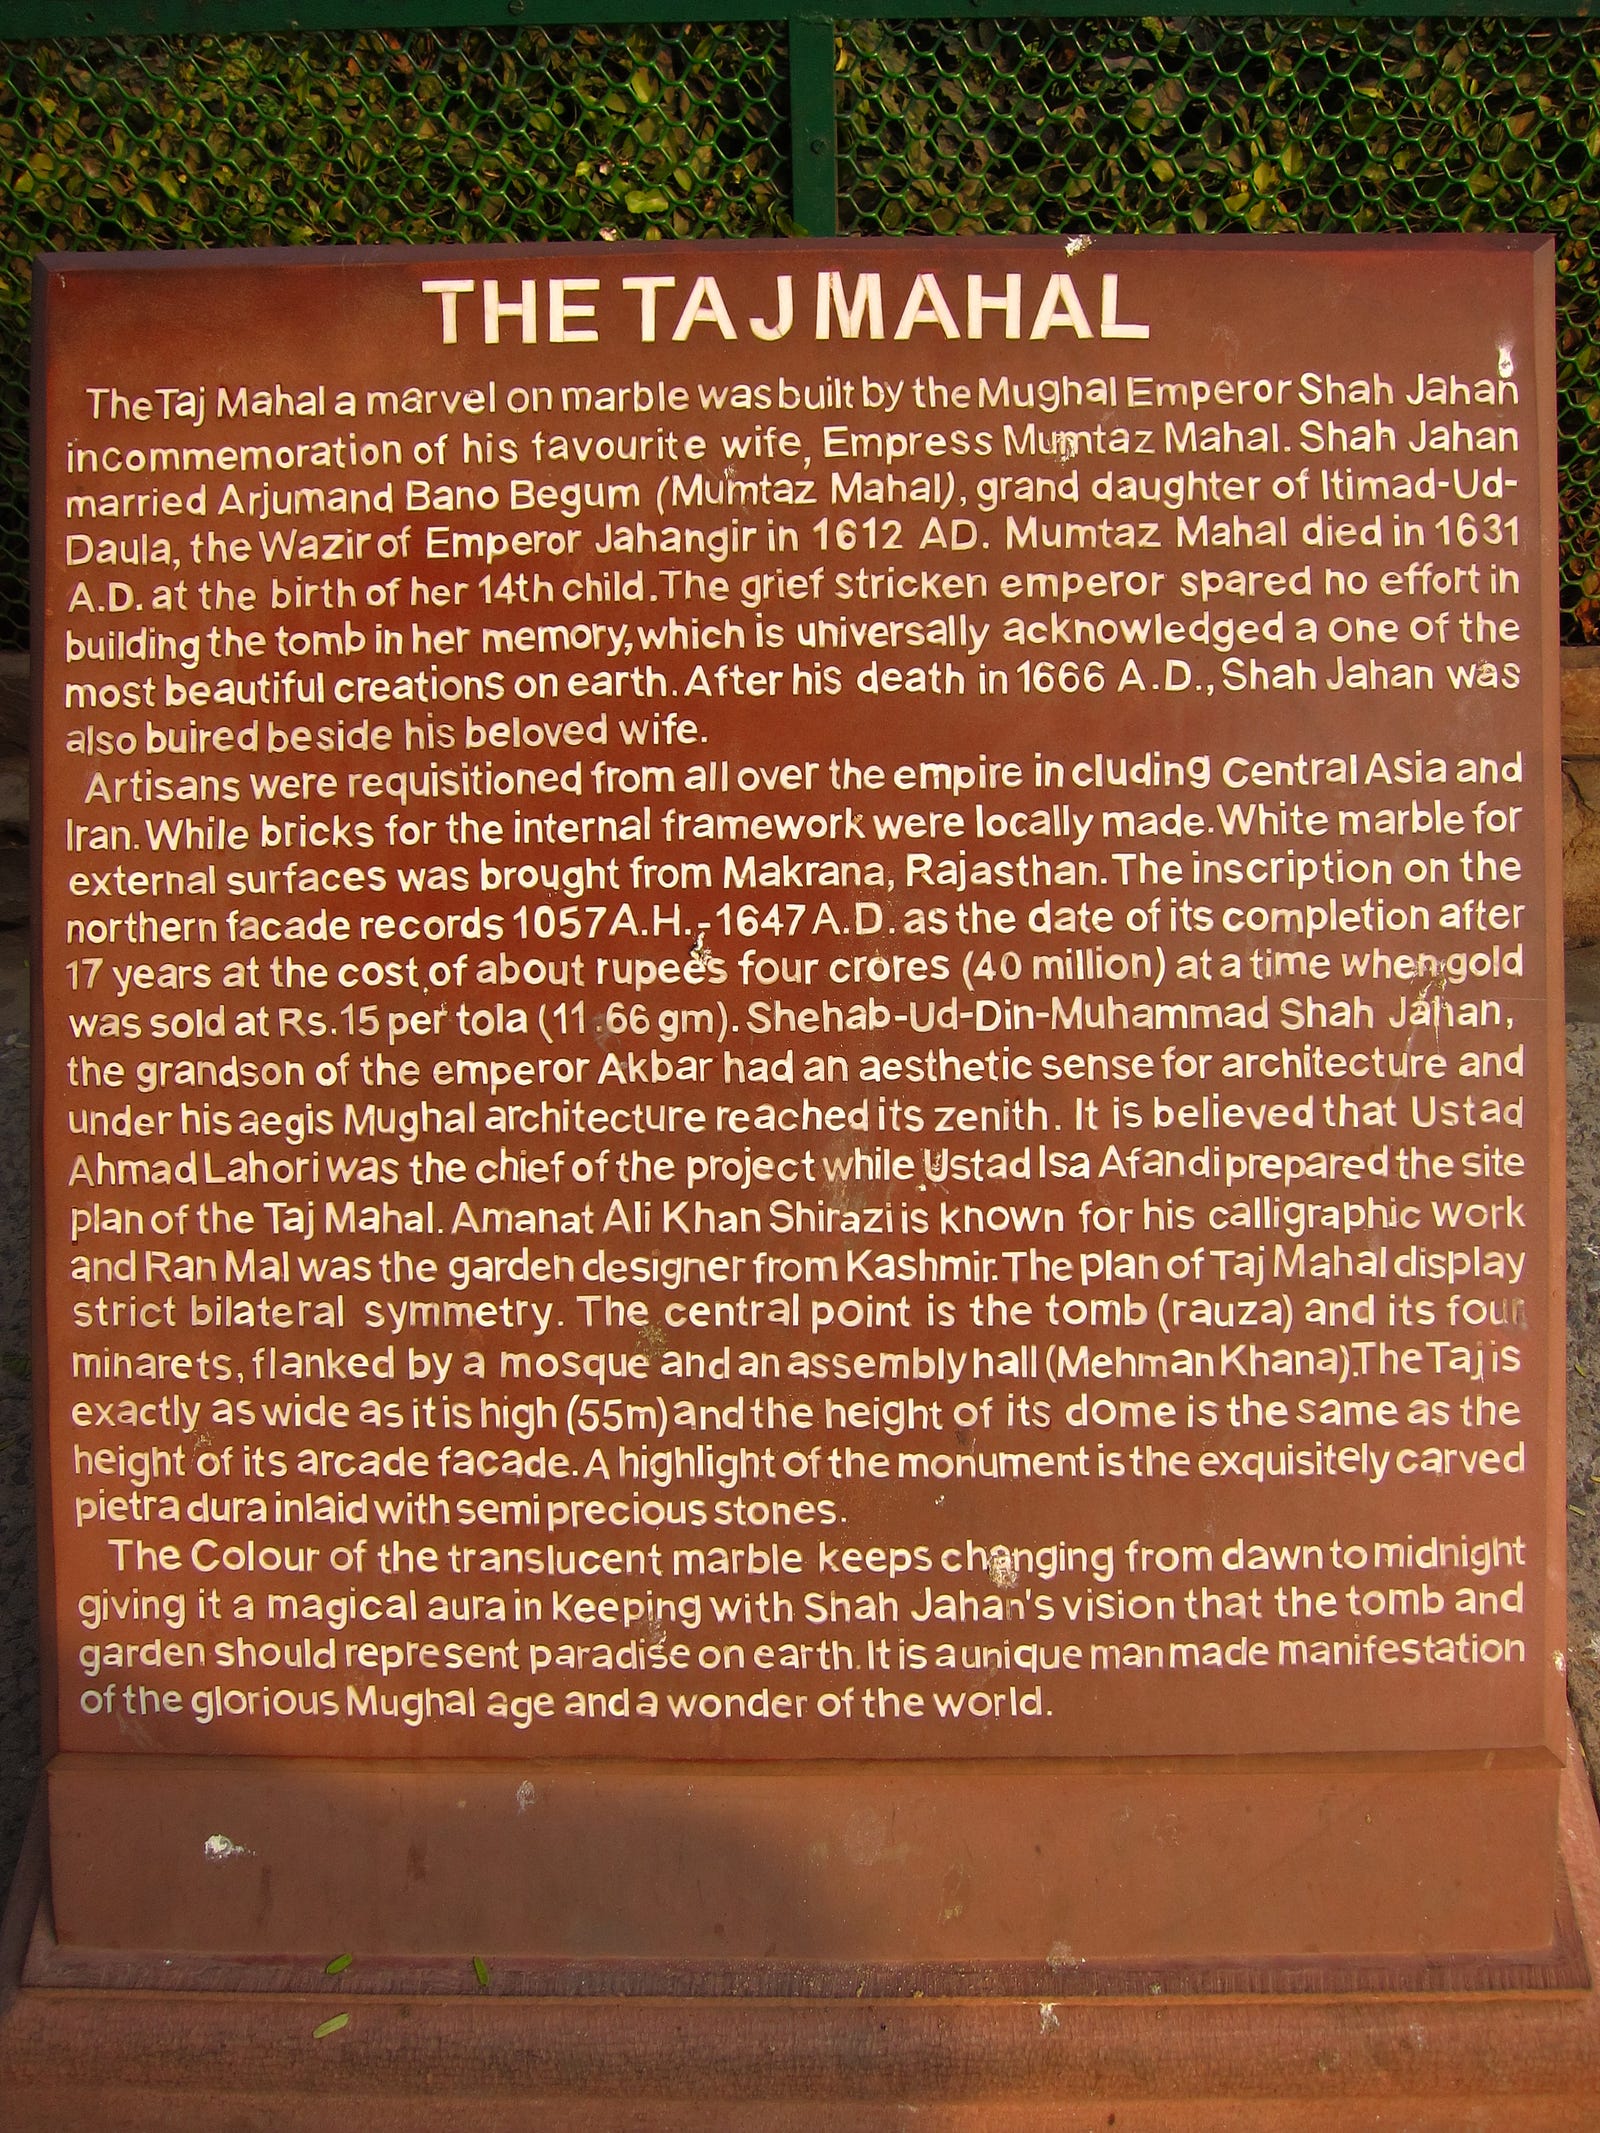 THE TAJ MAHAL
The Taj Mahal a marvel on marble was built by the Mughal Emperor Shah Jahan
in commemoration of his favourite wife, Empress Mumtaz Mahal. Shah Jahan
married Arjumand Bano Begum (Mumtaz Mahal), grand daughter of Itimad-Ud-
Daula, the Wazir of Emperor Jahangir in 1612 AD. Mumtaz Mahal died in 1631
A.D. at the birth of her 14th child. The grief stricken emperor spared no effort in
building the tomb in her memory, which is universally acknowledged a one of the
most beautiful creations on earth. After his death in 1666 A.D., Shah Jahan was
also buired beside his beloved wife.
Artisans were requisitioned from all over the empire in cluding Central Asia and
Iran. While bricks for the internal framework were locally made. White marble for
external surfaces was brought from Makrana, Rajasthan. The inscription on the
northern facade records 1057 A.H. - 1647 A.D. as the date of its completion after
17 years at the cost of about rupees four crores (40 million) at a time when gold
was sold at Rs. 15 per tola (11.66 gm). Shehab-Ud-Din-Muhammad Shah Jahan,
the grandson of the emperor Akbar had an aesthetic sense for architecture and
under his aegis Mughal architecture reached its zenith. It is believed that Ustad
Ahmad Lahori was the chief of the project while Ustad Isa Afandi prepared the site
plan of the Taj Mahal. Amanat Ali Khan Shirazi is known for his calligraphic work
and Ran Mal was the garden designer from Kashmir. The plan of Taj Mahal display
strict bilateral symmetry. The central point is the tomb (rauza) and its four
minarets, flanked by a mosque and an assembly hall (Mehman Khana). The Taj is
exactly as wide as it is high (55m) and the height of its dome is the same as the
height of its arcade facade. A highlight of the monument is the exquisitely carved
pietra dura inlaid with semi precious stones.
The Colour of the translucent marble keeps changing from dawn to midnight
giving it a magical aura in keeping with Shah Jahan's vision that the tomb and
garden should represent paradise on earth. It is a unique man made manifestation
of the glorious Mughal age and a wonder of the world.